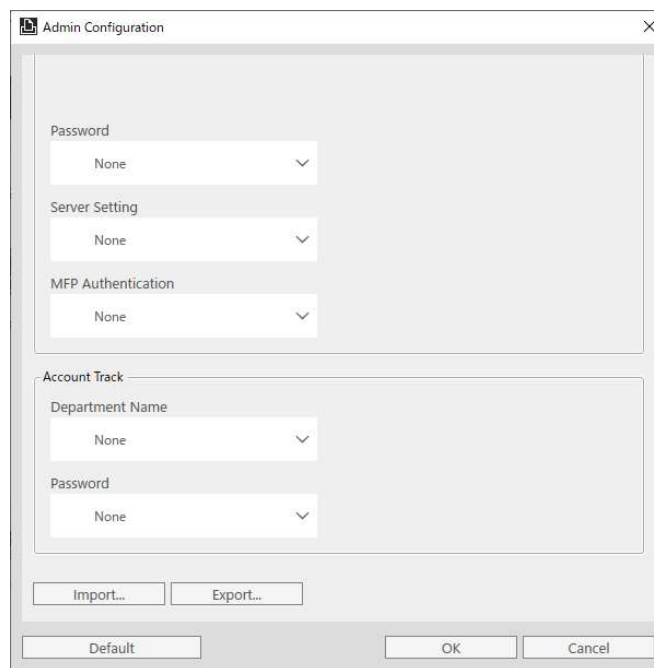 Admin Configuration
Password
None
Server Setting
None
MFP Authentication
None
Account Track
Department Name
None
Password
None
Import... Export...
Default OK Cancel